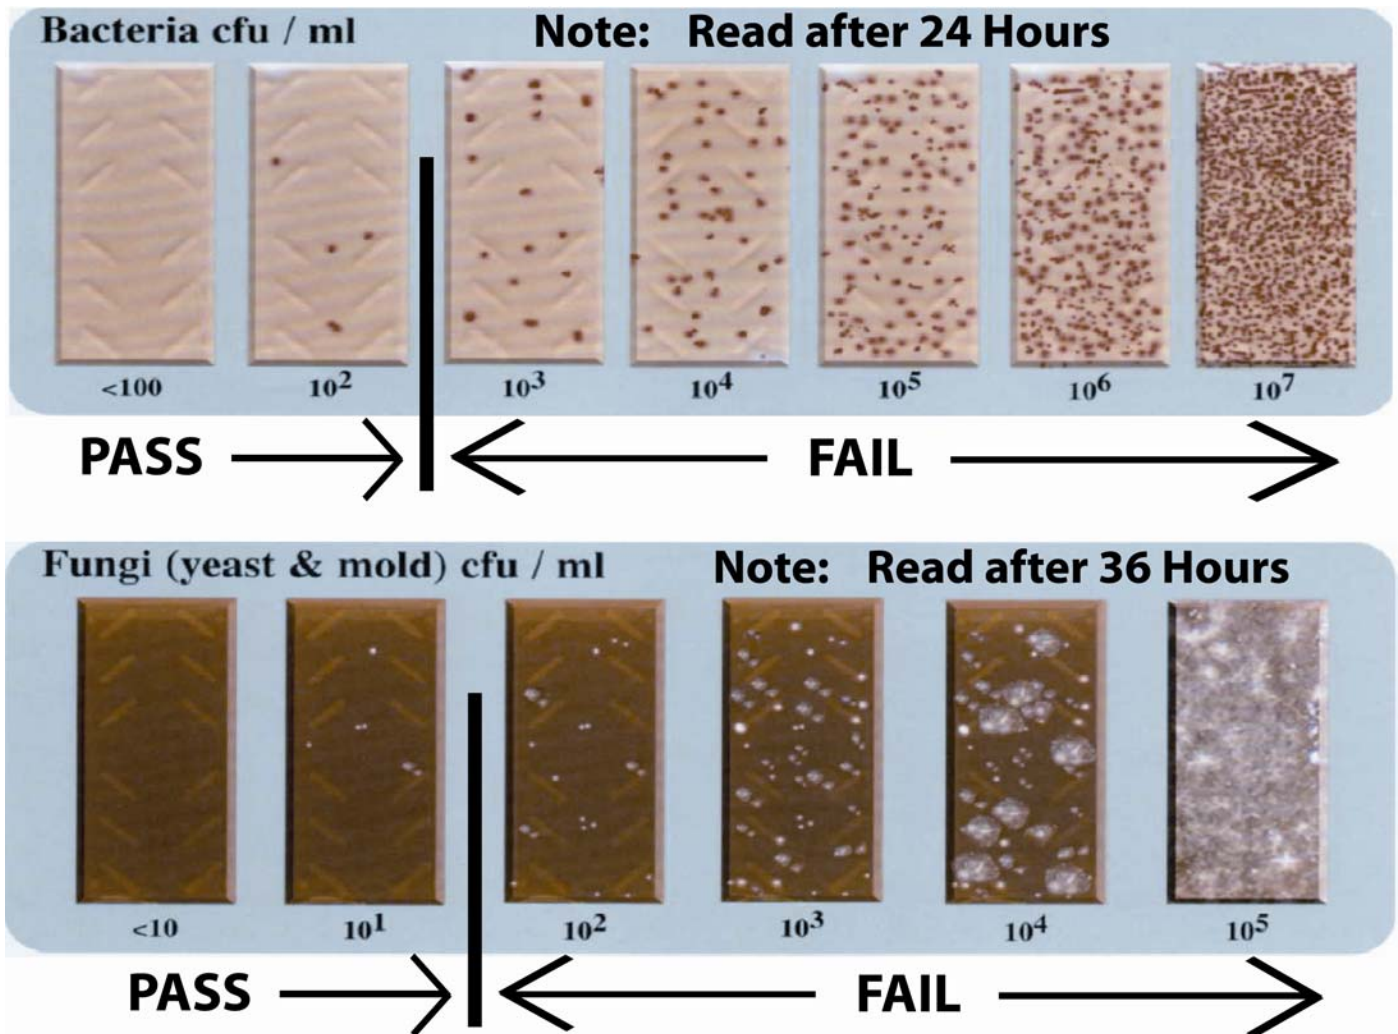 Bacteria cfu / ml Note: Read after 24 Hours
<100 10² 10³ 10⁴ 10⁵ 10⁶ 10⁷
PASS FAIL
Fungi (yeast & mold) cfu / ml Note: Read after 36 Hours
<10 10¹ 10² 10³ 10⁴ 10⁵
PASS FAIL